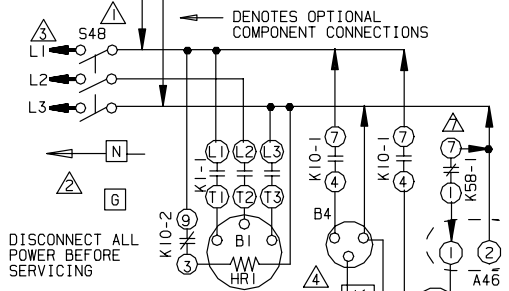 1
DENOTES OPTIONAL
COMPONENT CONNECTIONS
3
S48
L1
L2
L3
N
2
G
DISCONNECT ALL
POWER BEFORE
SERVICING
L1 L2 L3
K1-1
T1 T2 T3
9
K10-2
3
B1
HR1
7
K10-1
4
7
K10-1
4
B4
4
7
7
K58-1
1
1 2
A46